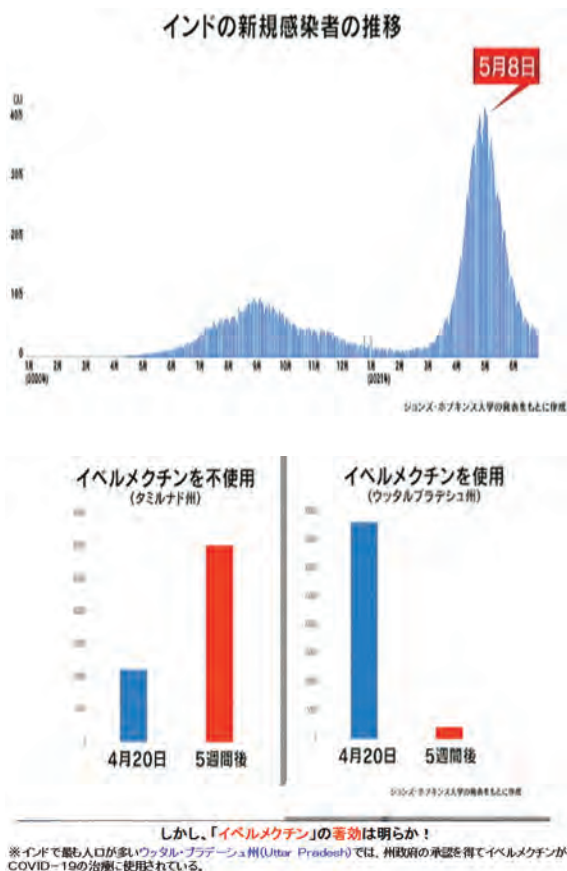 インドの新規感染者の推移
5月8日
(人)
40万
30万
20万
10万
0
1月 2月 3月 4月 5月 6月 7月 8月 9月 10月 11月 12月 1月 2月 3月 4月 5月 6月
(2020年) (2021年)
ジョンズ・ホプキンス大学の発表をもとに作成
イベルメクチンを不使用
(タミルナド州)
4月20日 5週間後
イベルメクチンを使用
(ウッタルプラデシュ州)
4月20日 5週間後
ジョンズ・ホプキンス大学の発表をもとに作成
しかし、「イベルメクチン」の著効は明らか！
※インドで最も人口が多いウッタル・プラデーシュ州(Uttar Pradesh)では、州政府の承認を得てイベルメクチンが
COVID-19の治療に使用されている。